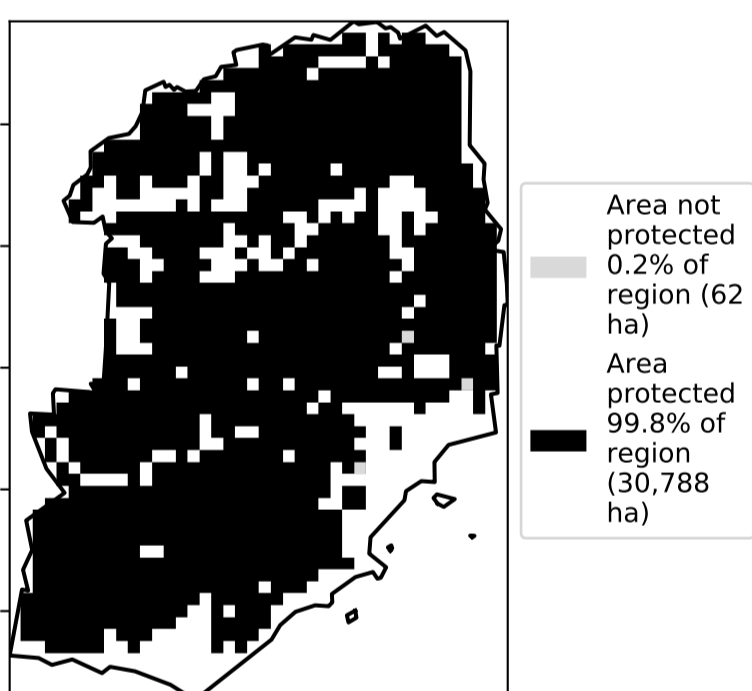 Area not
protected
0.2% of
region (62
ha)
Area
protected
99.8% of
region
(30,788
ha)